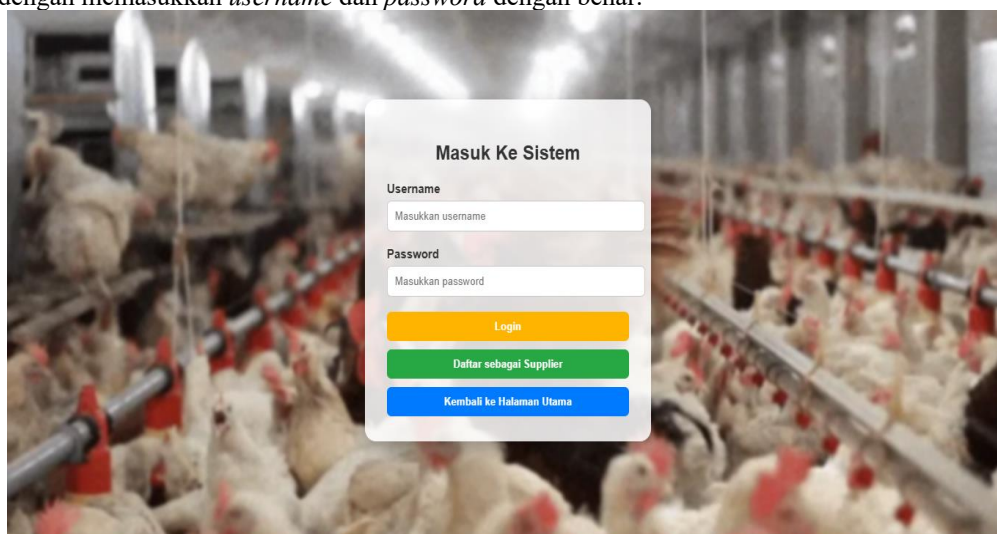 dengan memasukkan username dan password dengan benar.
Masuk Ke Sistem
Username
Masukkan username
Password
Masukkan password
Login
Daftar sebagai Supplier
Kembali ke Halaman Utama